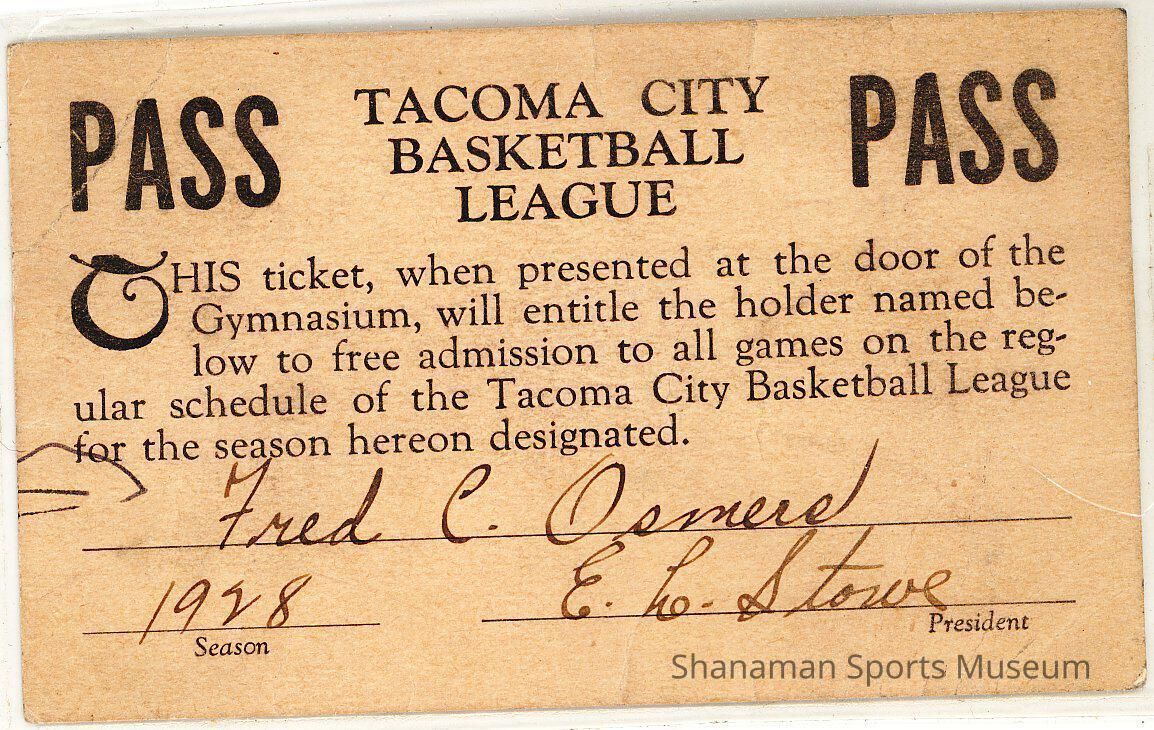 PASS TACOMA CITY PASS
BASKETBALL
LEAGUE
THIS ticket, when presented at the door of the
Gymnasium, will entitle the holder named be-
low to free admission to all games on the reg-
ular schedule of the Tacoma City Basketball League
for the season hereon designated.
Fred C. Osmers
1928 E. L. Stowe
Season President
Shanaman Sports Museum